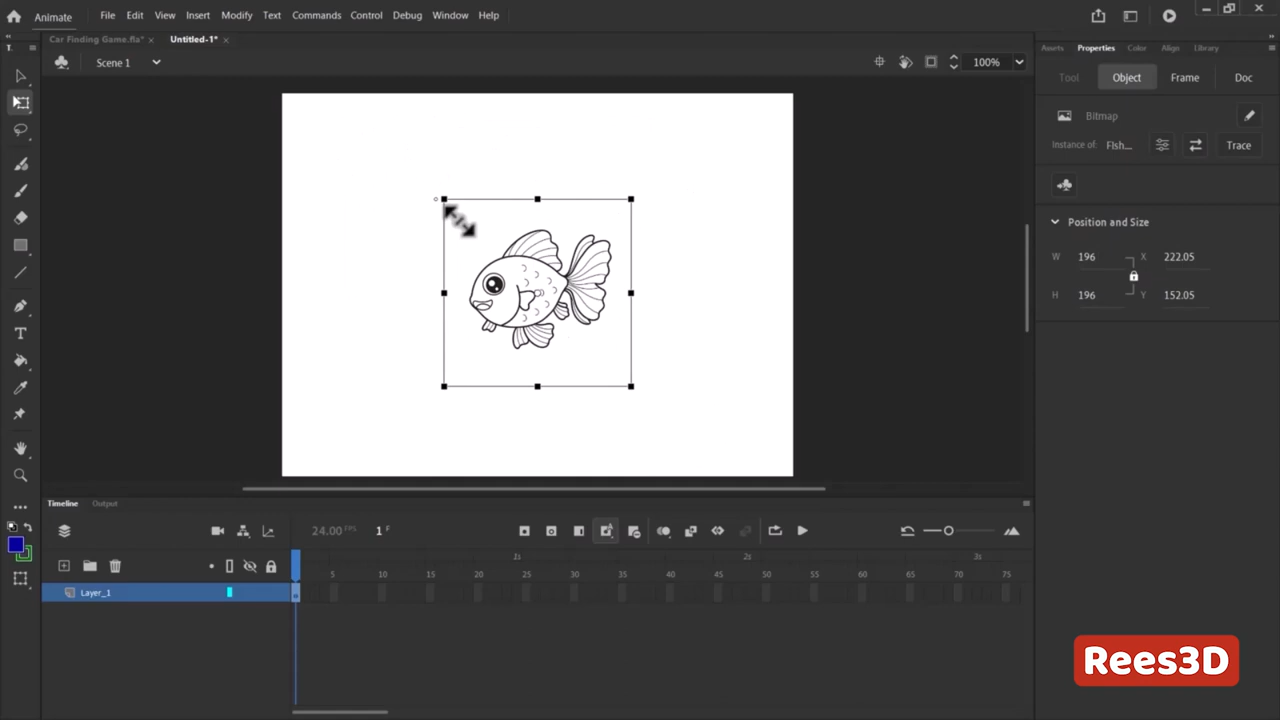 Animate File Edit View Insert Modify Text Commands Control Debug Window Help
Car Finding Game.fla* × Untitled-1* ×
Scene 1
100%
Assets Properties Color Align Library
Tool Object Frame Doc
Bitmap
Instance of: Fish... Trace
Position and Size
W 196 X 222.05
H 196 Y 152.05
Timeline Output
24.00 FPS 1 F
1s 2s 3s
5 10 15 20 25 30 35 40 45 50 55 60 65 70 75
Layer_1
T.
Rees3D